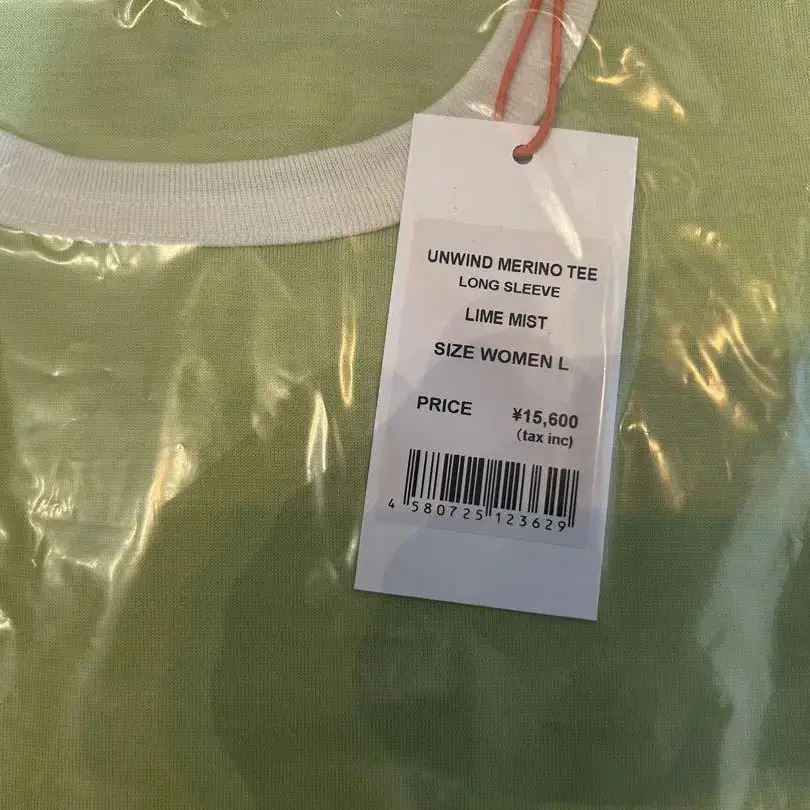 UNWIND MERINO TEE
LONG SLEEVE
LIME MIST
SIZE WOMEN L
PRICE ¥15,600
(tax inc)
4 580725 123629